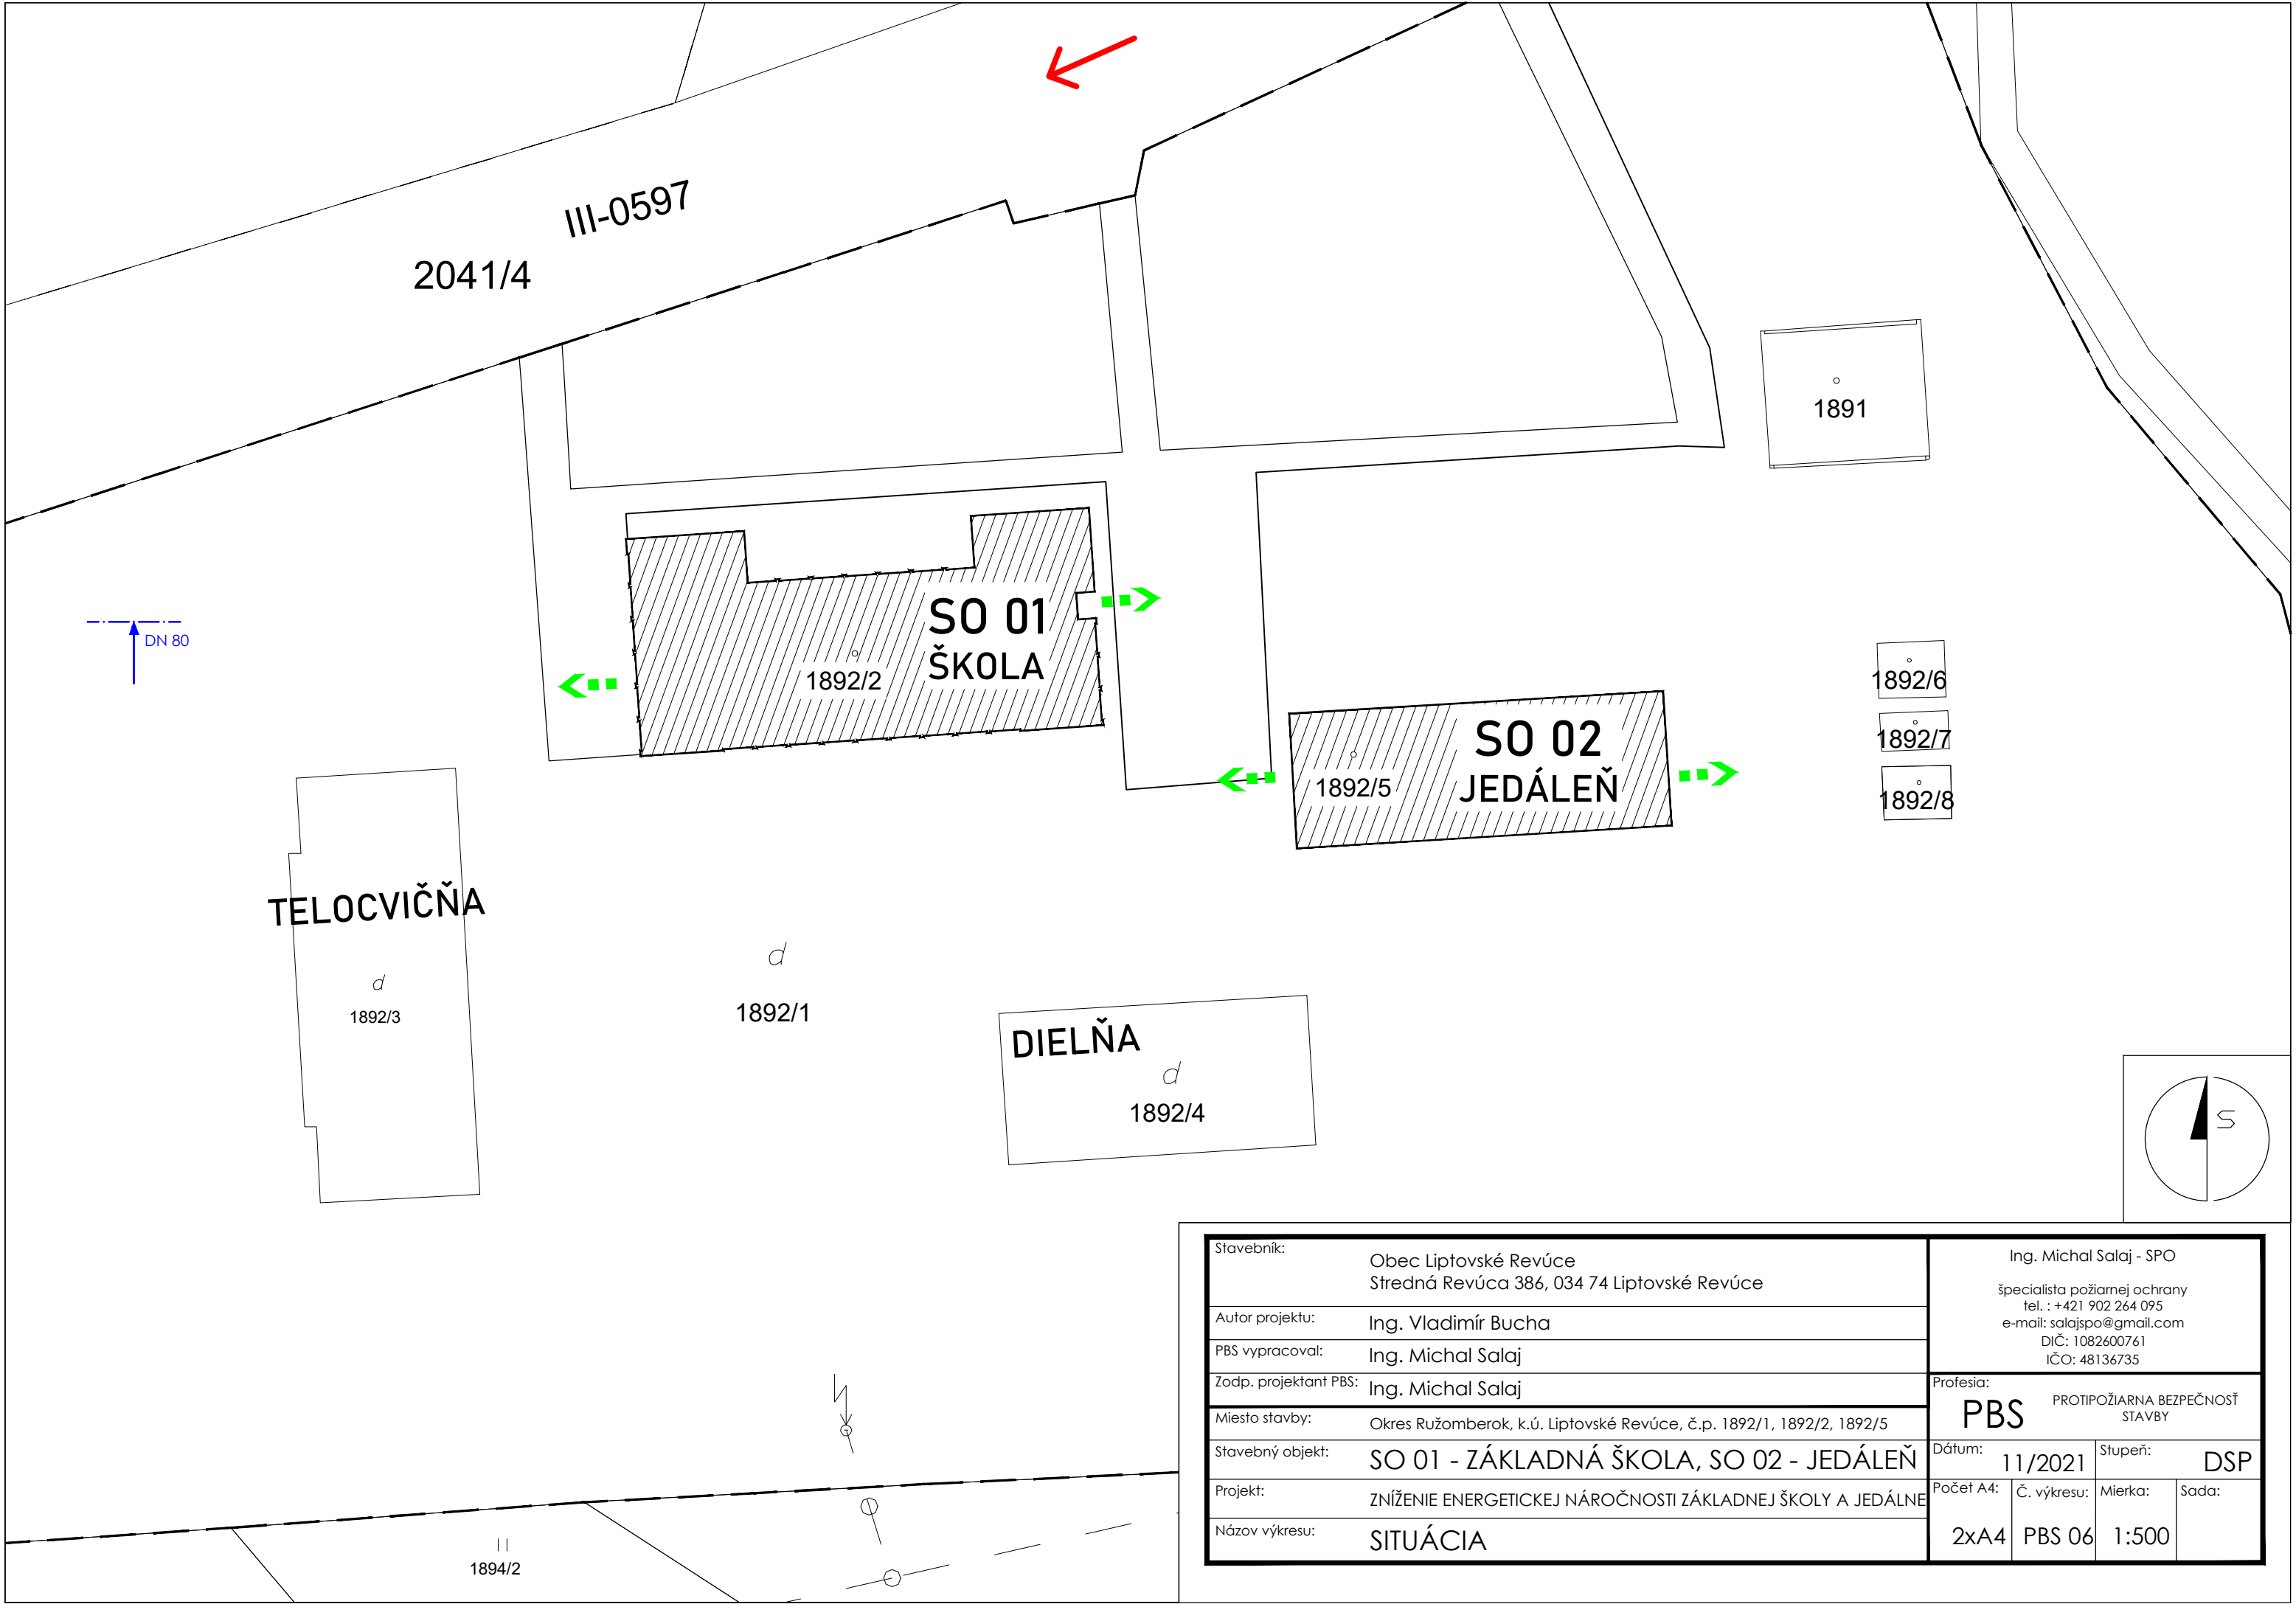 III-0597
2041/4
1891
DN 80
SO 01
ŠKOLA
1892/2
1892/6
SO 02
JEDÁLEŇ
1892/5
1892/7
1892/8
TELOCVIČŇA
d
1892/3
d
1892/1
DIELŇA
d
1892/4
S
1894/2
Stavebník:
Obec Liptovské Revúce
Stredná Revúca 386, 034 74 Liptovské Revúce
Autor projektu: Ing. Vladimír Bucha
PBS vypracoval: Ing. Michal Salaj
Zodp. projektant PBS: Ing. Michal Salaj
Miesto stavby: Okres Ružomberok, k.ú. Liptovské Revúce, č.p. 1892/1, 1892/2, 1892/5
Stavebný objekt: SO 01 - ZÁKLADNÁ ŠKOLA, SO 02 - JEDÁLEŇ
Projekt: ZNÍŽENIE ENERGETICKEJ NÁROČNOSTI ZÁKLADNEJ ŠKOLY A JEDÁLNE
Názov výkresu: SITUÁCIA
Ing. Michal Salaj - SPO
špecialista požiarnej ochrany
tel. : +421 902 264 095
e-mail: salajspo@gmail.com
DIČ: 1082600761
IČO: 48136735
Profesia:
PBS PROTIPOŽIARNA BEZPEČNOSŤ
STAVBY
Dátum: 11/2021 Stupeň: DSP
Počet A4: Č. výkresu: Mierka: Sada:
2xA4 PBS 06 1:500